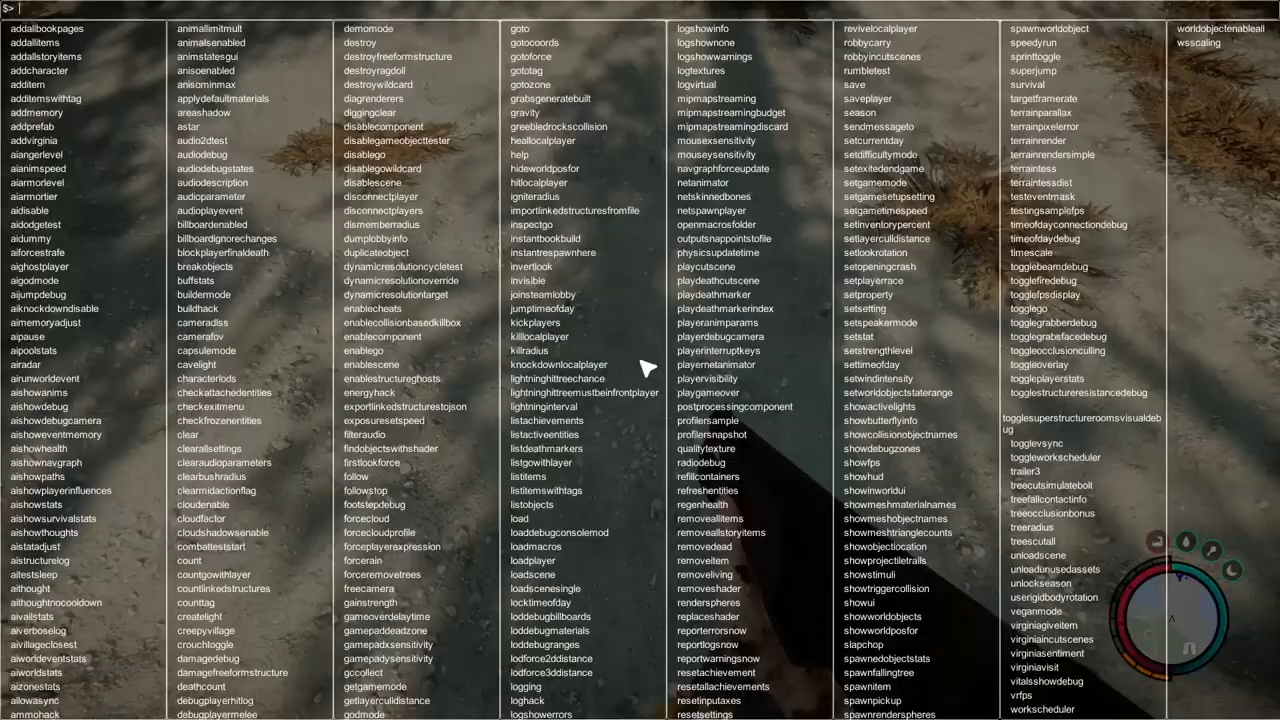 $>
addallbookpages
addallitems
addallstoryitems
addcharacter
additem
additemswithtag
addmemory
addprefab
addvirginia
aiangerlevel
aianimspeed
aiarmorlevel
aiarmortier
aidisable
aidodgetest
aidummy
aiforcestrafe
aighostplayer
aigodmode
aijumpdebug
aiknockdowndisable
aimemoryadjust
aipause
aipoolstats
airadar
airunworldevent
aishowanims
aishowdebug
aishowdebugcamera
aishoweventmemory
aishowhealth
aishownavgraph
aishowpaths
aishowplayerinfluences
aishowstats
aishowsurvivalstats
aishowthoughts
aistatadjust
aistructurelog
aitestsleep
aithought
aithoughtnocooldown
aivailstats
aiverboselog
aivillageclosest
aiworldeventstats
aiworldstats
aizonestats
allowasync
ammohack
animallimitmult
animalsenabled
animstatesgui
anisoenabled
anisominmax
applydefaultmaterials
areashadow
astar
audio2dtest
audiodebug
audiodebugstates
audiodescription
audioparameter
audioplayevent
billboardenabled
billboardignorechanges
blockplayerfinaldeath
breakobjects
buffstats
buildermode
buildhack
cameradiss
camerafov
capsulemode
cavelight
characterlods
checkattachedentities
checkexitmenu
checkfrozenentities
clear
clearallsettings
clearaudioparameters
clearbushradius
clearmidactionflag
cloudenable
cloudfactor
cloudshadowsenable
combatteststart
count
countgowithlayer
countlinkedstructures
counttag
createlight
creepyvillage
crouchtoggle
damagedebug
damagefreeformstructure
deathcount
debugplayerhitlog
debugplayermelee
demomode
destroy
destroyfreeformstructure
destroyragdoll
destroywildcard
diagrenderers
diggingclear
disablecomponent
disablegameobjecttester
disablego
disablegowildcard
disablescene
disconnectplayer
disconnectplayers
dismemberradius
dumplobbyinfo
duplicateobject
dynamicresolutioncycletest
dynamicresolutionoverride
dynamicresolutiontarget
enablecheats
enablecollisionbasedkillbox
enablecomponent
enablego
enablescene
enablestructureghosts
energyhack
exportlinkedstructurestojson
exposuresetspeed
filteraudio
findobjectswithshader
firstlookforce
follow
followstop
footstepdebug
forcecloud
forcecloudprofile
forceplayerexpression
forcerain
forceremovetrees
freecamera
gainstrength
gameoverdelaytime
gamepaddeadzone
gamepadxsensitivity
gamepadysensitivity
gccollect
getgamemode
getlayerculldistance
godmode
goto
gotocoords
gotoforce
gototag
gotozone
grabsgeneratebuilt
gravity
greebledrockscollision
heallocalplayer
help
hideworldposfor
hitlocalplayer
igniteradius
importlinkedstructuresfromfile
inspectgo
instantbookbuild
instantrespawnhere
invertlook
invisible
joinsteamlobby
jumptimeofday
kickplayers
killlocalplayer
killradius
knockdownlocalplayer
lightninghittreechance
lightninghittreemustbeinfrontplayer
lightninginterval
listachievements
listactiveentities
listdeathmarkers
listgowithlayer
listitems
listitemswithtags
listobjects
load
loaddebugconsolemod
loadmacros
loadplayer
loadscene
loadscenesingle
locktimeofday
loddebugbillboards
loddebugmaterials
loddebugranges
lodforce2ddistance
lodforce3ddistance
logging
loghack
logshowerrors
logshowinfo
logshownone
logshowwarnings
logtextures
logvirtual
mipmapstreaming
mipmapstreamingbudget
mipmapstreamingdiscard
mousexsensitivity
mouseysensitivity
navgraphforceupdate
netanimator
netskinnedbones
netspawnplayer
openmacrosfolder
outputsnappointstofile
physicsupdatetime
playcutscene
playdeathcutscene
playdeathmarker
playdeathmarkerindex
playeranimparams
playerdebugcamera
playerinterruptkeys
playernetanimator
playervisibility
playgameover
postprocessingcomponent
profilersample
profilersnapshot
qualitytexture
radiodebug
refillcontainers
refreshentities
regenhealth
removeallitems
removeallstoryitems
removedead
removeitem
removeliving
removeshader
renderspheres
replaceshader
reporterrorsnow
reportlogsnow
reportwarningsnow
resetachievement
resetallachievements
resetinputaxes
resetsettings
revivelocalplayer
robbycarry
robbyincutscenes
rumbletest
save
saveplayer
season
sendmessageto
setcurrentday
setdifficultymode
setexitedendgame
setgamemode
setgamesetupsetting
setgametimespeed
setinventorypercent
setlayerculldistance
setlookrotation
setopeningcrash
setplayerrace
setproperty
setsetting
setspeakermode
setstat
setstrengthlevel
settimeofday
setwindintensity
setworldobjectstaterange
showactivelights
showbutterflyinfo
showcollisionobjectnames
showdebugzones
showfps
showhud
showinworldui
showmeshmaterialnames
showmeshobjectnames
showmeshtrianglecounts
showobjectlocation
showprojectiletrails
showstimuli
showtriggercollision
showui
showworldobjects
showworldposfor
slapchop
spawnedobjectstats
spawnfallingtree
spawnitem
spawnpickup
spawnrenderspheres
spawnworldobject
speedyrun
sprinttoggle
superjump
survival
targetframerate
terrainparallax
terrainpixelerror
terrainrender
terrainrendersimple
terraintess
terraintessdist
testeventmask
testingsamplefps
timeofdayconnectiondebug
timeofdaydebug
timescale
togglebeamdebug
togglefiredebug
togglefpsdisplay
togglego
togglegrabberdebug
togglegrabsfacedebug
toggleocclusionculling
toggleoverlay
toggleplayerstats
togglestructureresistancedebug
togglesuperstructureroomsvisualdeb
ug
togglevsync
toggleworkscheduler
trailer3
treecutsimulatebolt
treefallcontactinfo
treeocclusionbonus
treeradius
treescutall
unloadscene
unloadunusedassets
unlockseason
userigidbodyrotation
veganmode
virginiagiveitem
virginiaincutscenes
virginiasentiment
virginiavisit
vitalsshowdebug
vrfps
workscheduler
worldobjectenableall
wsscaling